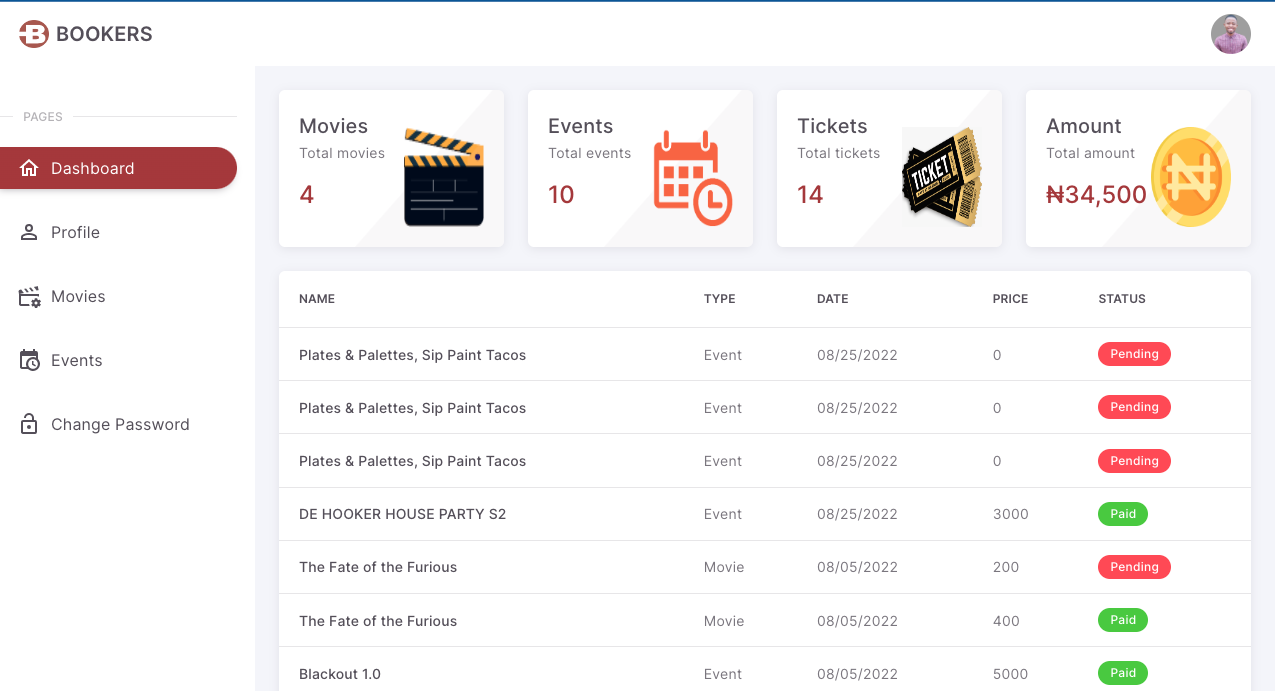 BOOKERS
PAGES
Dashboard
Profile
Movies
Events
Change Password
Movies
Total movies
4
Events
Total events
10
Tickets
Total tickets
14
TICKET
Amount
Total amount
₦34,500
NAME TYPE DATE PRICE STATUS
Plates & Palettes, Sip Paint Tacos Event 08/25/2022 0 Pending
Plates & Palettes, Sip Paint Tacos Event 08/25/2022 0 Pending
Plates & Palettes, Sip Paint Tacos Event 08/25/2022 0 Pending
DE HOOKER HOUSE PARTY S2 Event 08/25/2022 3000 Paid
The Fate of the Furious Movie 08/05/2022 200 Pending
The Fate of the Furious Movie 08/05/2022 400 Paid
Blackout 1.0 Event 08/05/2022 5000 Paid